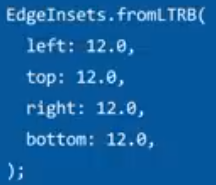 EdgeInsets.fromLTRB(
  left: 12.0,
  top: 12.0,
  right: 12.0,
  bottom: 12.0,
);